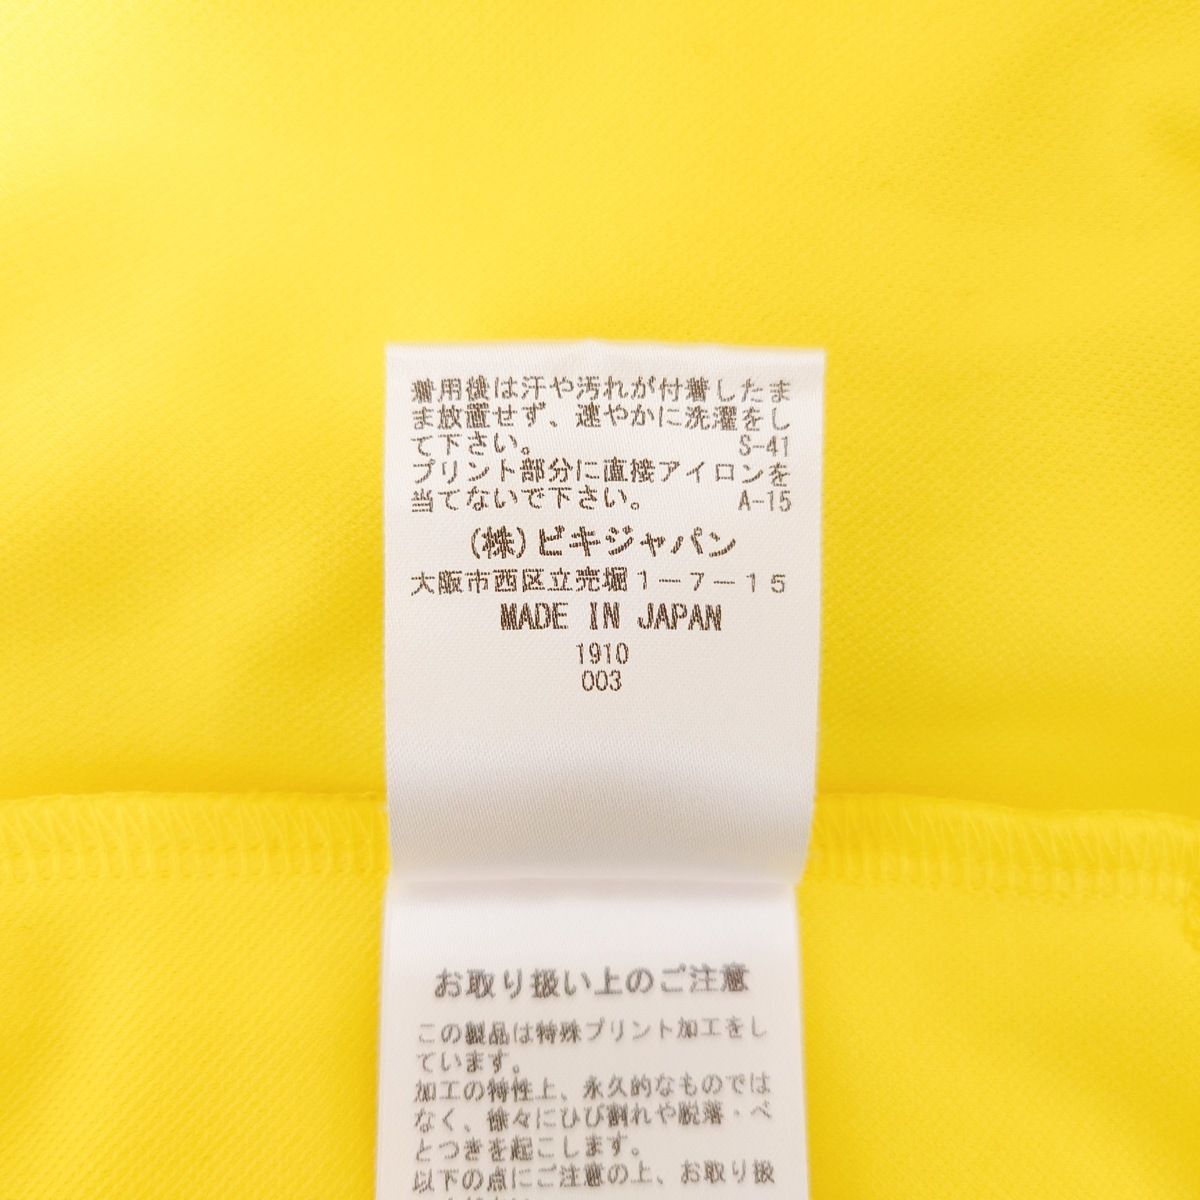 着用後は汗や汚れが付着したま
ま放置せず、速やかに洗濯をし
て下さい。 S-41
プリント部分に直接アイロンを
当てないで下さい。 A-15
(株)ビキジャパン
大阪市西区立売堀1－7－15
MADE IN JAPAN
1910
003
お取り扱い上のご注意
この製品は特殊プリント加工をし
ています。
加工の特性上、永久的なものでは
なく、徐々にひび割れや脱落・べ
とつきを起こします。
以下の点にご注意の上、お取り扱